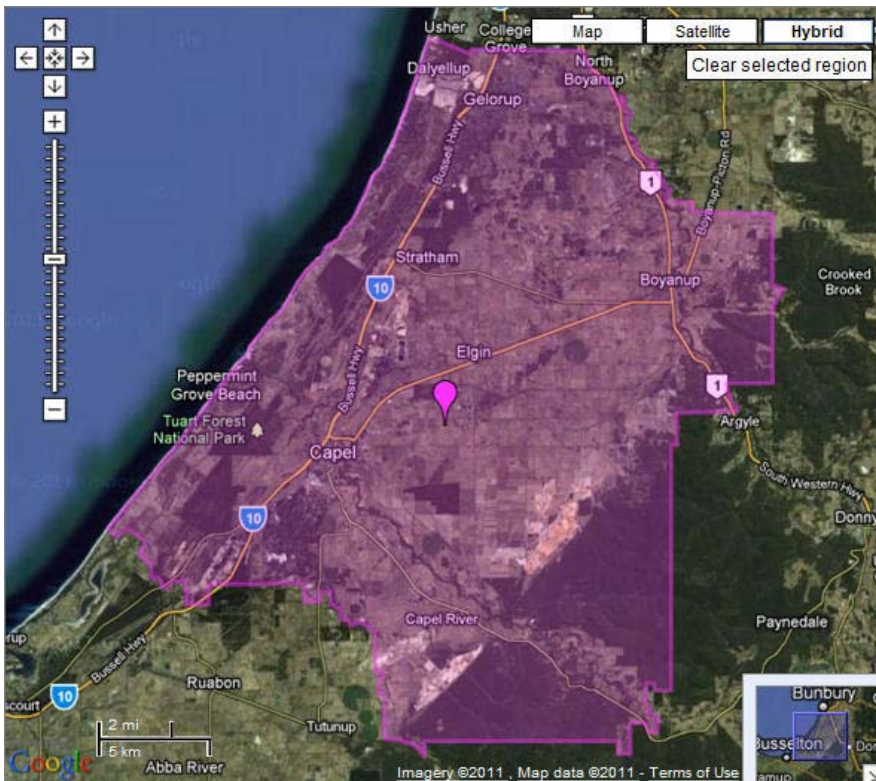 Usher
College
Grove
Map
Satellite
Hybrid
Clear selected region
Dalyellup
North
Boyanup
Gelorup
Bussell Hwy
1
Boyanup-Picton Rd
Stratham
10
Boyanup
Crooked
Brook
Elgin
Peppermint
Grove Beach
Bussell Hwy
1
Tuart Forest
National Park
Argyle
Capel
South Western Hwy
10
Donny
Capel River
Paynedale
Bussell Hwy
Ruabon
10
scourt
Tutunup
2 mi
5 km
Abba River
Google
Bunbury
Busselton
Imagery ©2011 , Map data ©2011 - Terms of Use